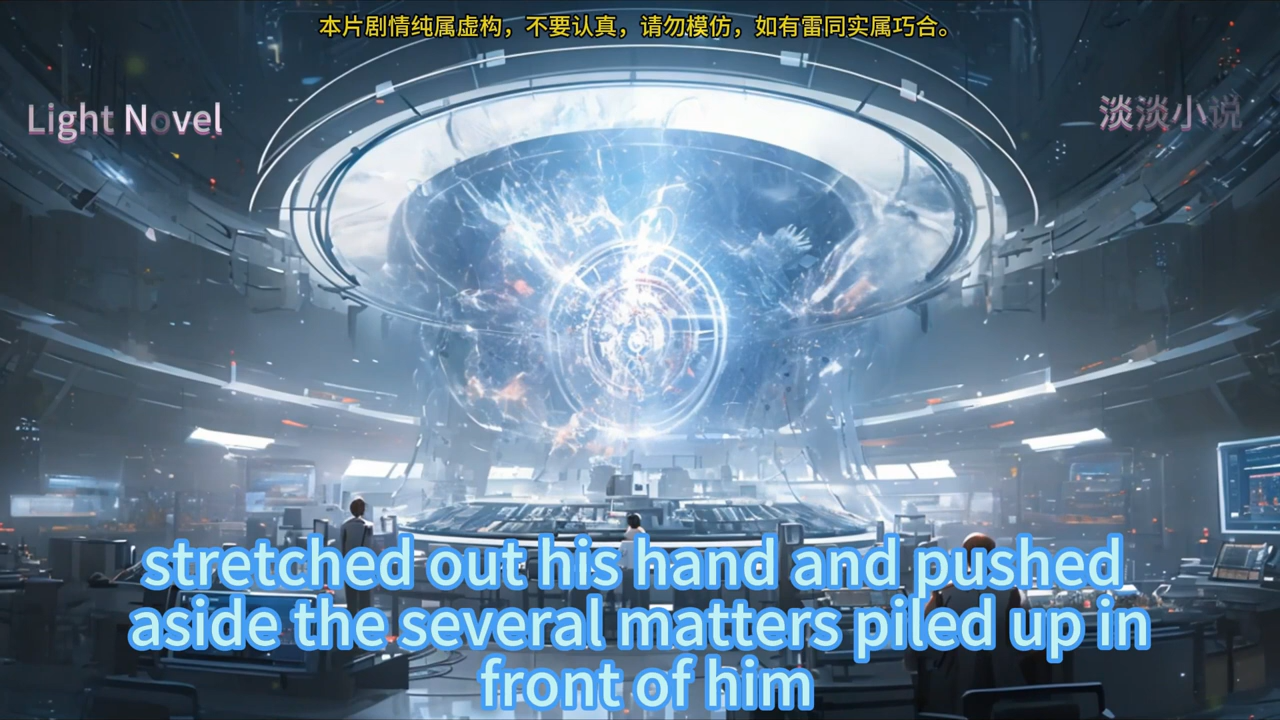 本片剧情纯属虚构，不要认真，请勿模仿，如有雷同实属巧合。
Light Novel
淡淡小说
stretched out his hand and pushed
aside the several matters piled up in
front of him